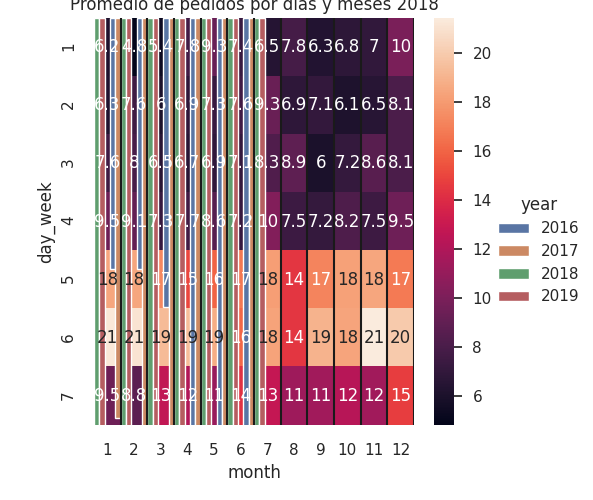 Promedio de pedidos por dias y meses 2018
1 6.2 4.8 5.4 7.8 9.3 7.4 6.5 7.8 6.3 6.8 7 10
2 6.3 7.6 6 6.9 7.3 7.6 9.3 6.9 7.1 6.1 6.5 8.1
3 7.6 8 6.5 6.7 6.9 7.1 8.3 8.9 6 7.2 8.6 8.1
4 9.5 9.1 7.3 7.7 8.6 7.2 10 7.5 7.2 8.2 7.5 9.5
5 18 18 17 15 16 17 18 14 17 18 18 17
6 21 21 19 19 19 16 18 14 19 18 21 20
7 9.5 8.8 13 12 11 14 13 11 11 12 12 15
day_week
1 2 3 4 5 6 7 8 9 10 11 12
month
20
18
16
14
12
10
8
6
year
2016
2017
2018
2019